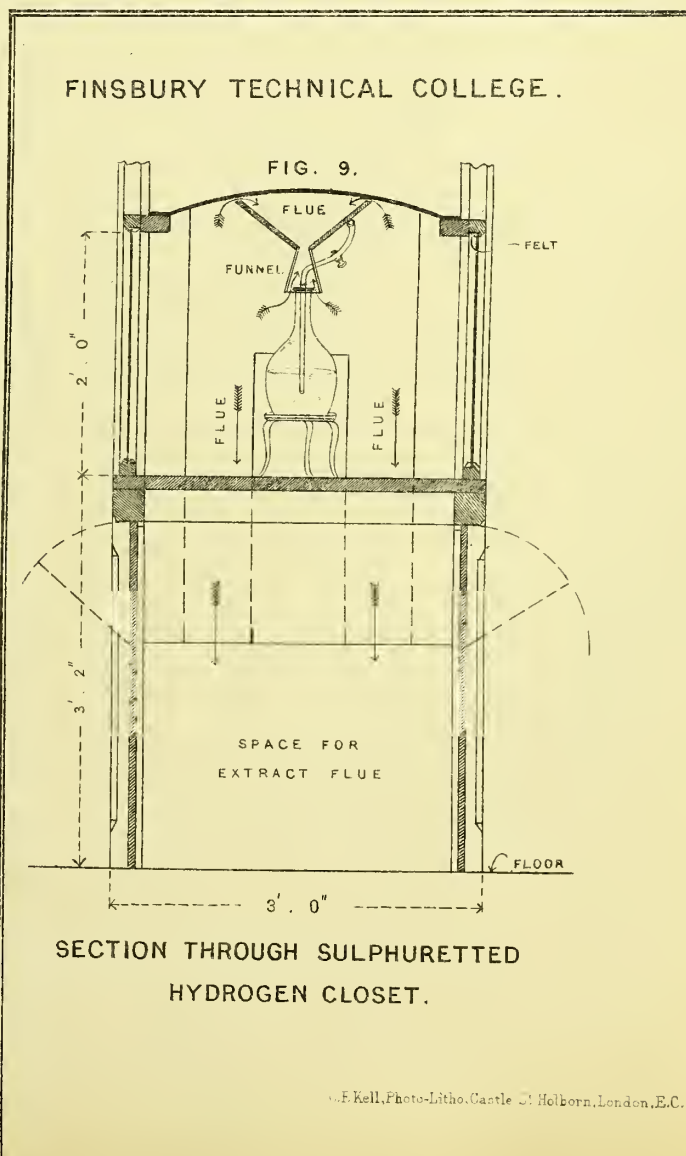 FINSBURY TECHNICAL COLLEGE.
FIG. 9.
FLUE
FELT
FUNNEL
2'. 0"
FLUE
FLUE
3'. 2"
SPACE FOR
EXTRACT FLUE
FLOOR
3'. 0"
SECTION THROUGH SULPHURETTED
HYDROGEN CLOSET.
F. Kell, Photo-Litho, Castle Holborn, London, E.C.